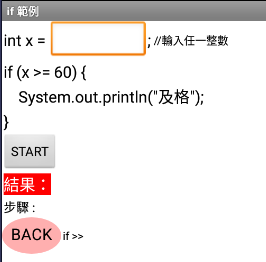 if 範例
int x = ; //輸入任一整數
if (x >= 60) {
System.out.println("及格");
}
START
結果：
步驟 :
BACK if >>